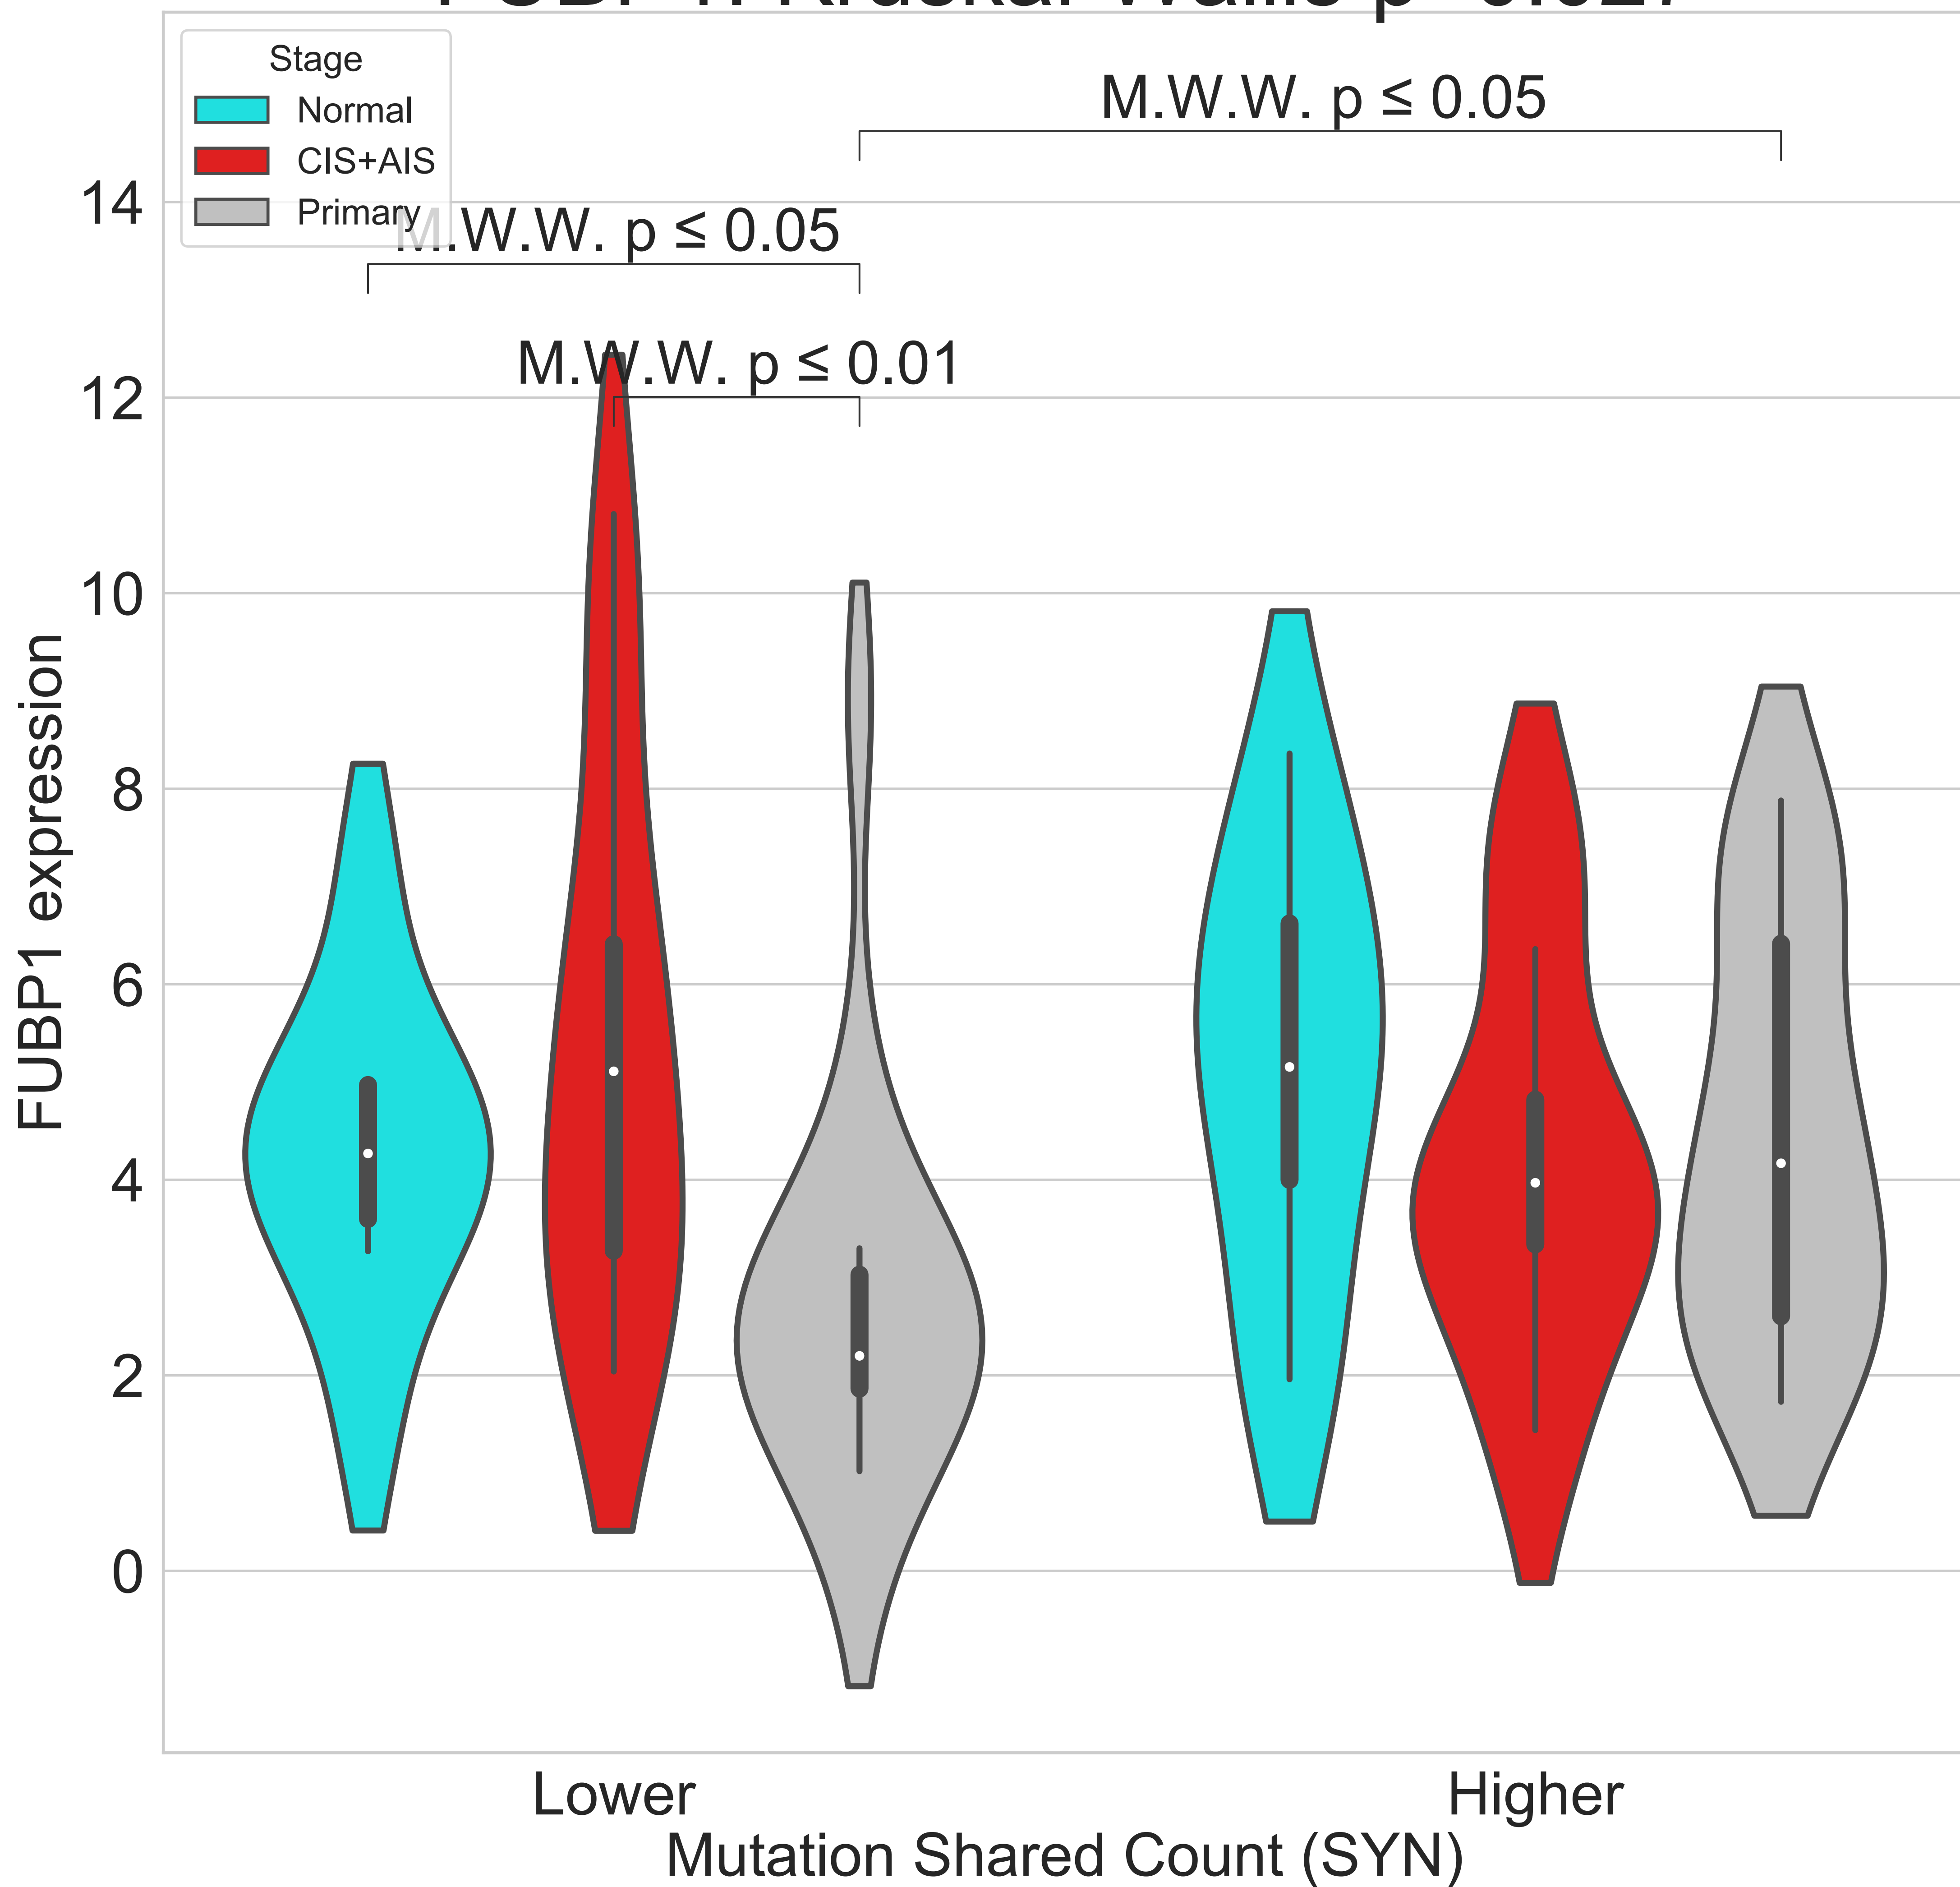 Stage
Normal
CIS+AIS
Primary
M.W.W. p ≤ 0.05
M.W.W. p ≤ 0.05
M.W.W. p ≤ 0.01
14
12
10
8
6
4
2
0
FUBP1 expression
Lower
Higher
Mutation Shared Count (SYN)